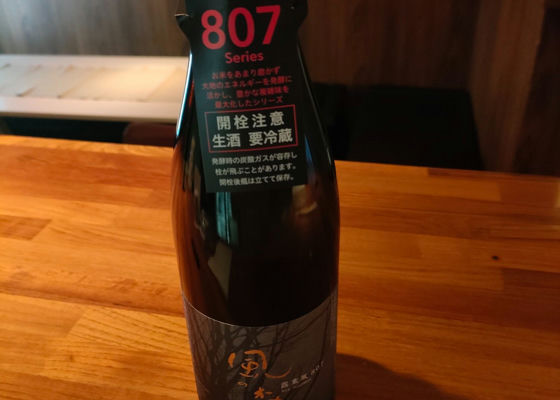 807
Series
お米をあまり磨かず
大地のエネルギーを発酵に
活かし、豊かな複雑味を
最大化したシリーズ
開栓注意
生酒 要冷蔵
発酵時の炭酸ガスが容存し
栓が飛ぶことがあります。
開栓後瓶は立てて保存。
風の